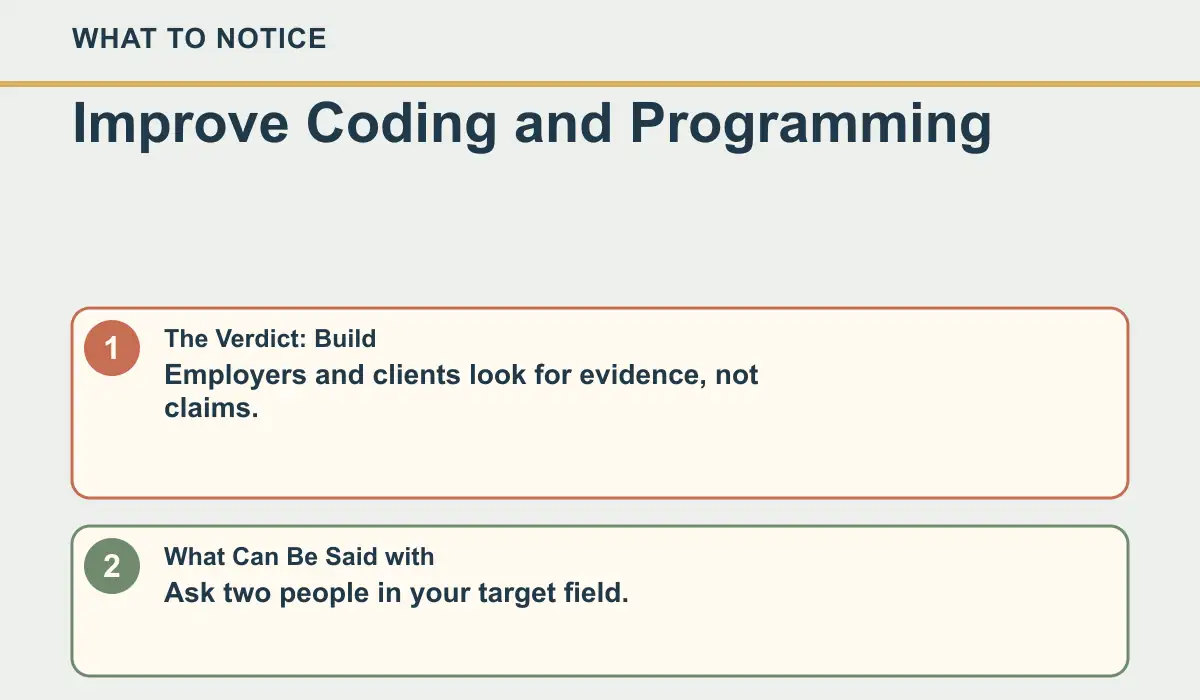 WHAT TO NOTICE
Improve Coding and Programming
1
The Verdict: Build
Employers and clients look for evidence, not
claims.
2
What Can Be Said with
Ask two people in your target field.